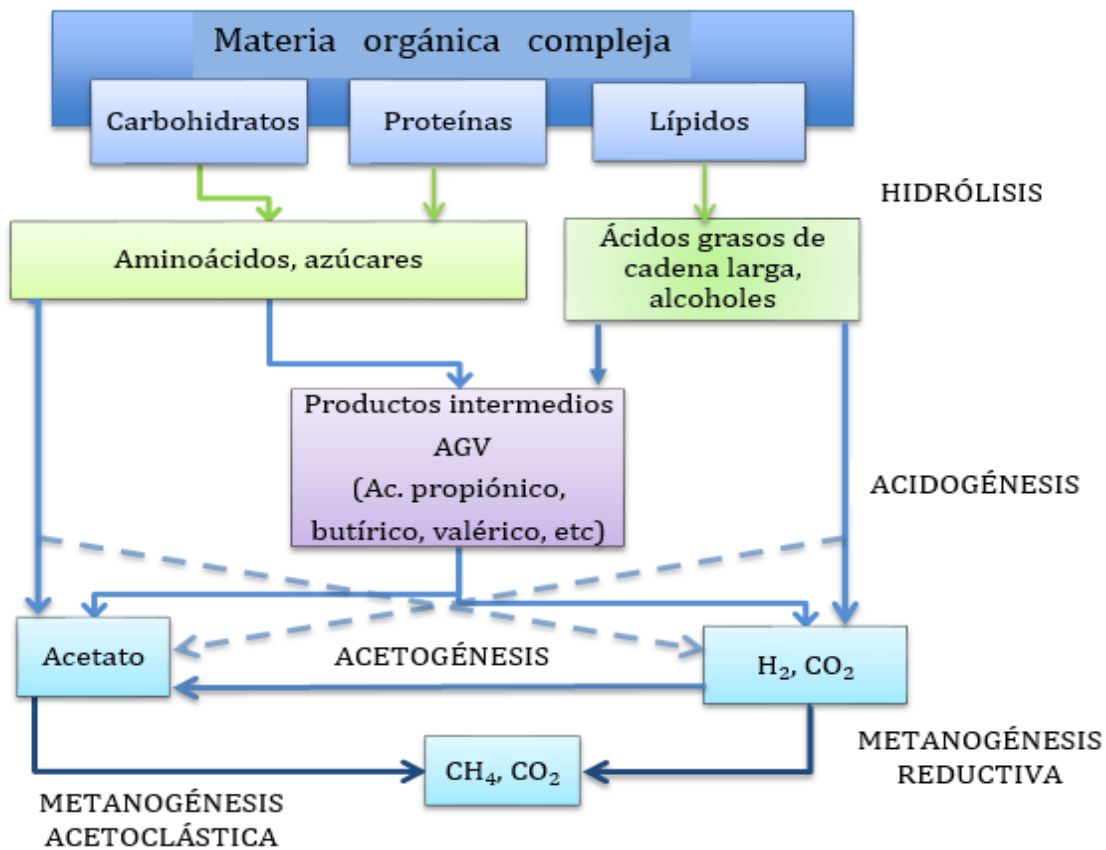 Materia orgánica compleja
Carbohidratos
Proteínas
Lípidos
HIDRÓLISIS
Aminoácidos, azúcares
Ácidos grasos de
cadena larga,
alcoholes
Productos intermedios
AGV
(Ac. propiónico,
butírico, valérico, etc)
ACIDOGÉNESIS
Acetato
ACETOGÉNESIS
H₂, CO₂
CH₄, CO₂
METANOGÉNESIS
REDUCTIVA
METANOGÉNESIS
ACETOCLÁSTICA